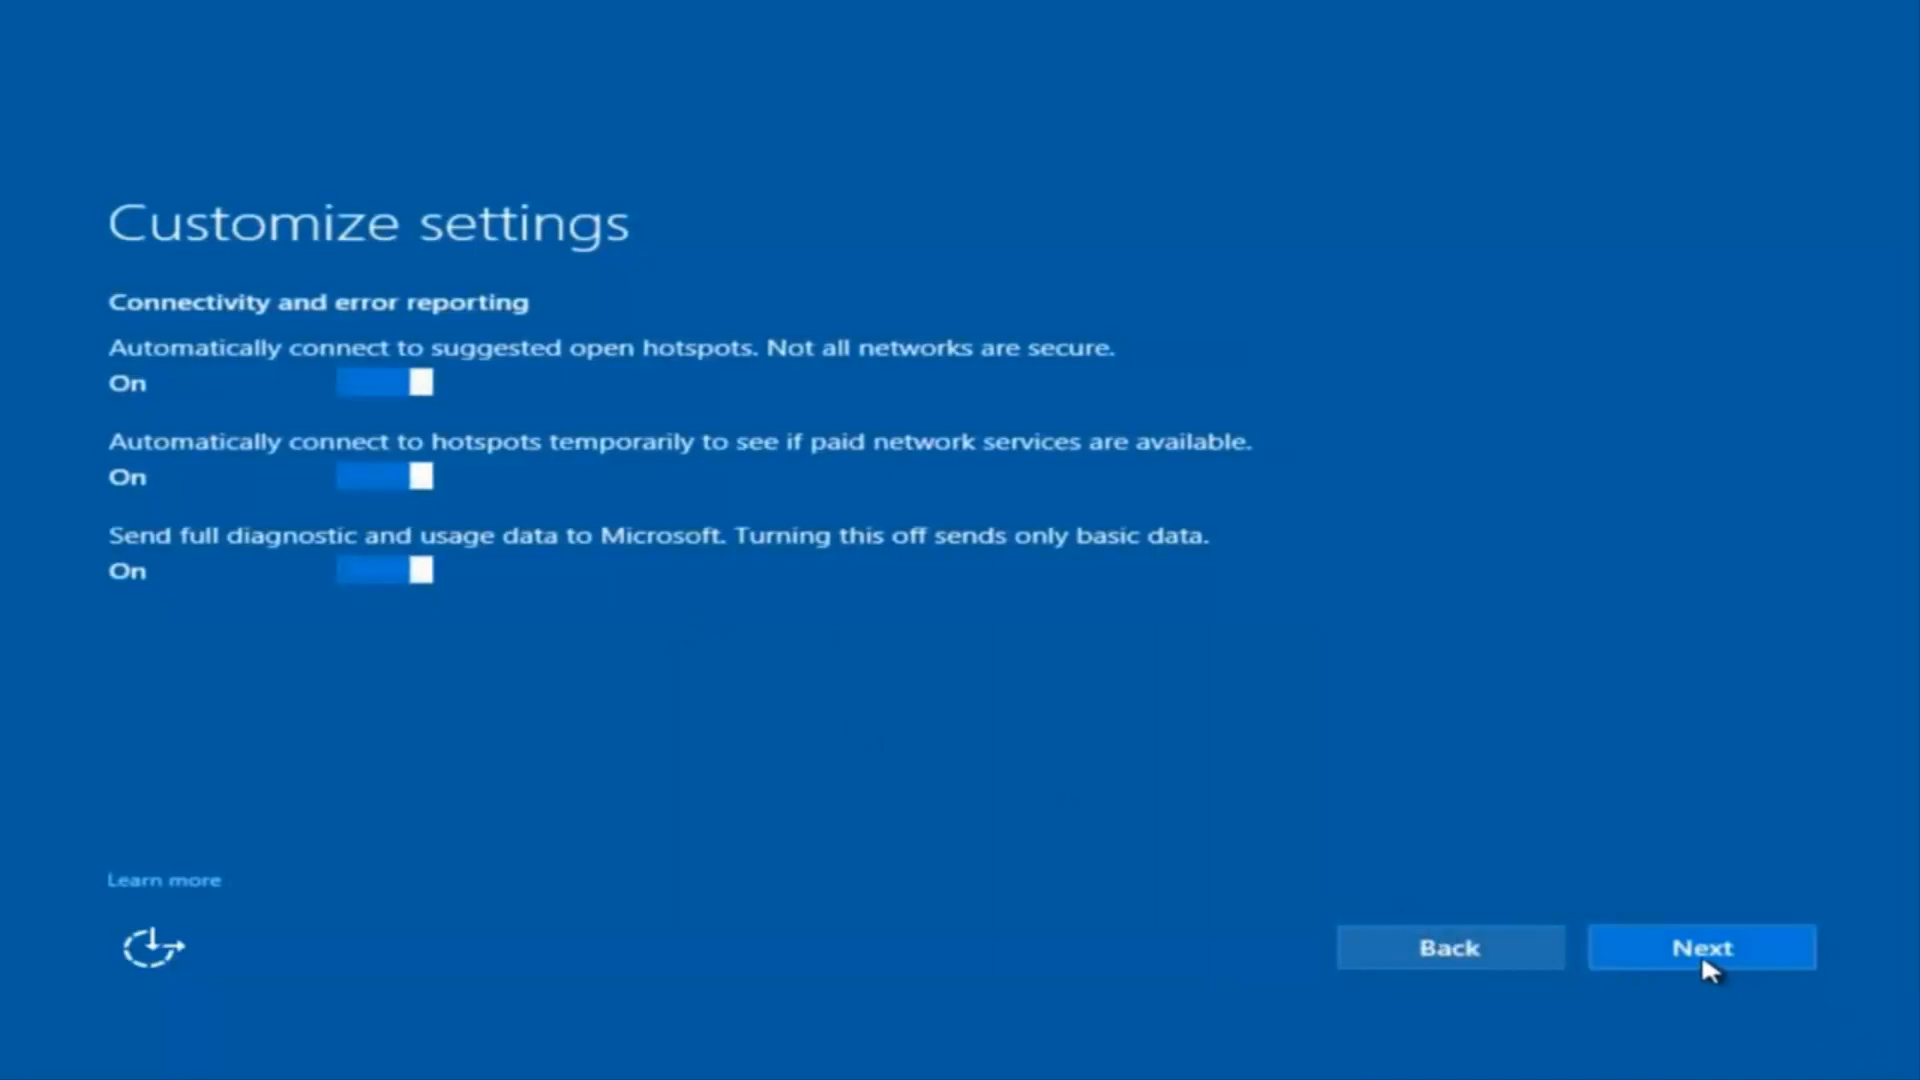 Customize settings
Connectivity and error reporting
Automatically connect to suggested open hotspots. Not all networks are secure.
On
Automatically connect to hotspots temporarily to see if paid network services are available.
On
Send full diagnostic and usage data to Microsoft. Turning this off sends only basic data.
On
Learn more
Back
Next